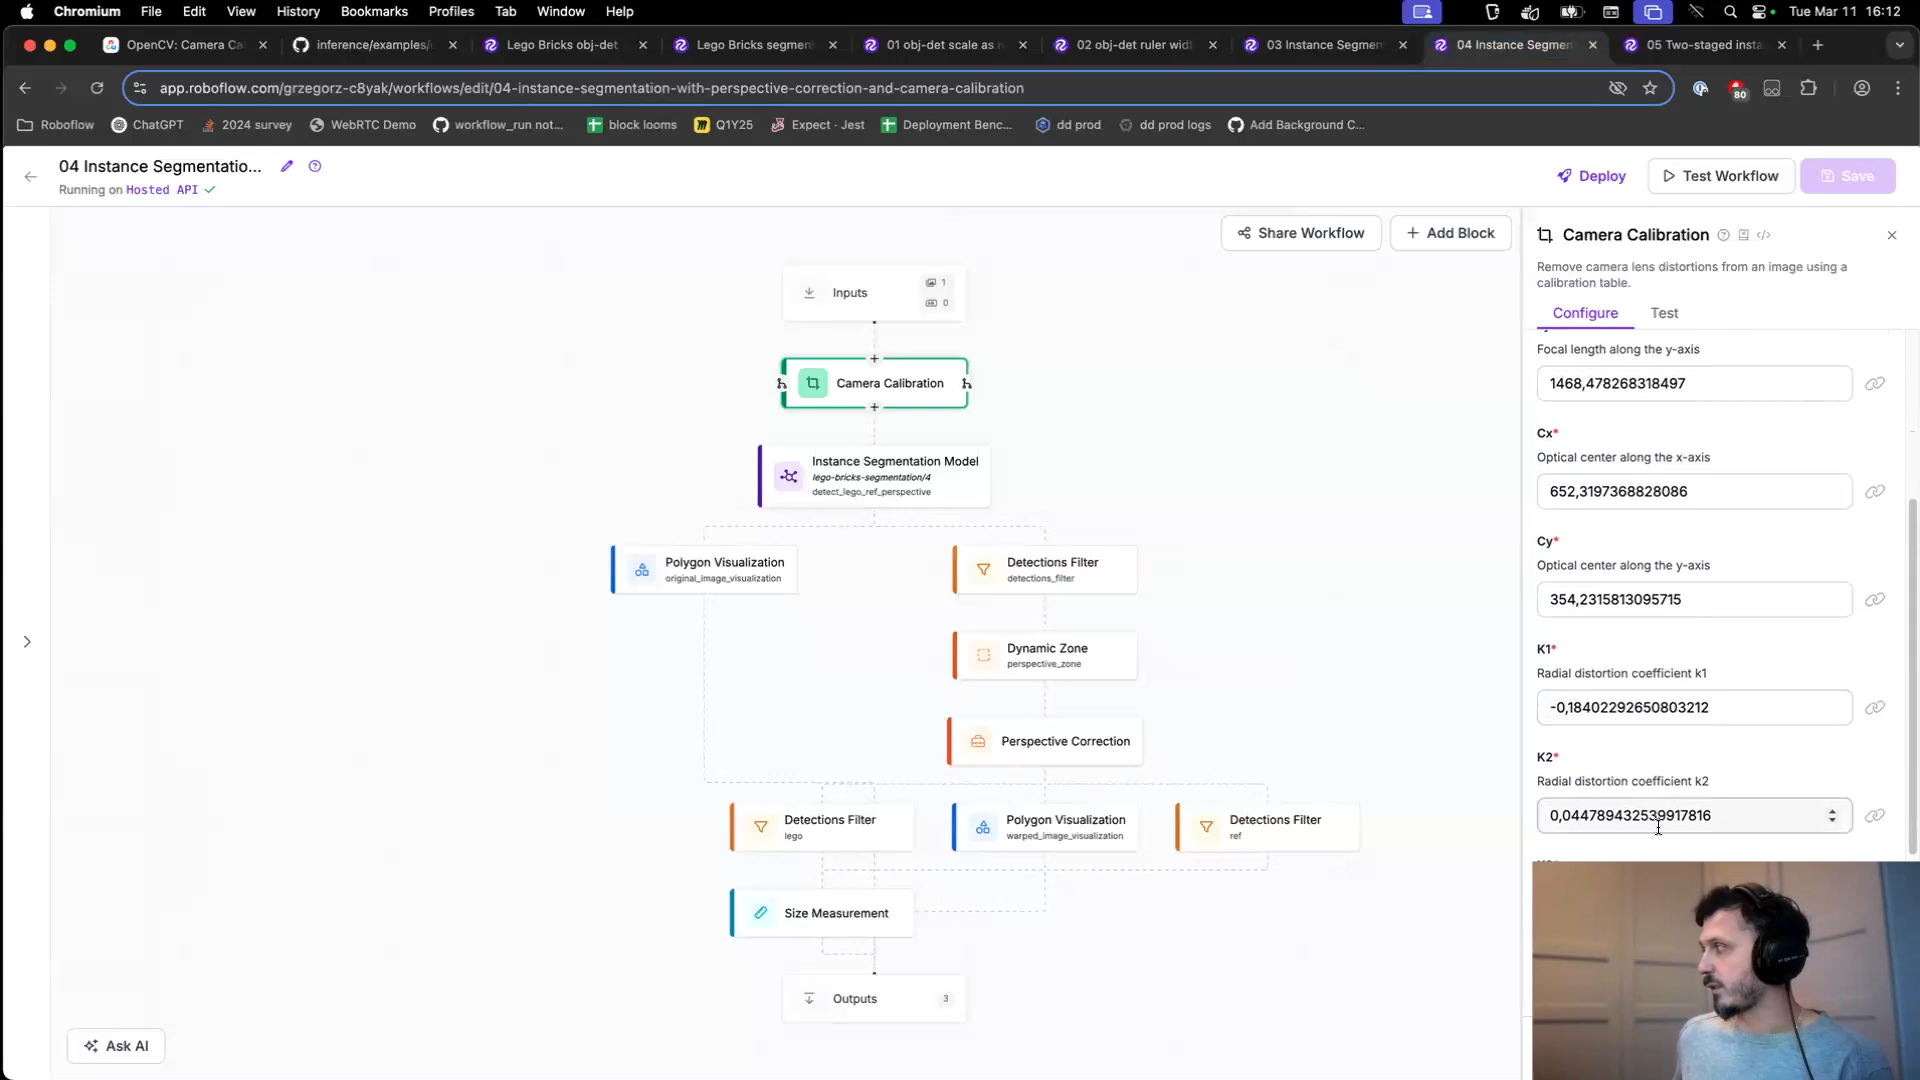 Chromium File Edit View History Bookmarks Profiles Tab Window Help Tue Mar 11 16:12
OpenCV: Camera Ca
inference/examples/
Lego Bricks obj-det
Lego Bricks segmen
01 obj-det scale as
02 obj-det ruler wid
03 Instance Segmen
04 Instance Segmen
05 Two-staged insta
app.roboflow.com/grzegorz-c8yak/workflows/edit/04-instance-segmentation-with-perspective-correction-and-camera-calibration
80
Roboflow ChatGPT 2024 survey WebRTC Demo workflow_run not... block looms Q1Y25 Expect · Jest Deployment Benc... dd prod dd prod logs Add Background C...
04 Instance Segmentatio...
Running on Hosted API
Deploy
Test Workflow
Save
Share Workflow
Add Block
Inputs
1
0
Camera Calibration
Instance Segmentation Model
lego-bricks-segmentation/4
detect_lego_ref_perspective
Polygon Visualization
original_image_visualization
Detections Filter
detections_filter
Dynamic Zone
perspective_zone
Perspective Correction
Detections Filter
lego
Polygon Visualization
warped_image_visualization
Detections Filter
ref
Size Measurement
Outputs
3
Ask AI
Camera Calibration
Remove camera lens distortions from an image using a
calibration table.
Configure Test
Focal length along the y-axis
1468,478268318497
Cx*
Optical center along the x-axis
652,3197368828086
Cy*
Optical center along the y-axis
354,2315813095715
K1*
Radial distortion coefficient k1
-0,18402292650803212
K2*
Radial distortion coefficient k2
0,044789432539917816